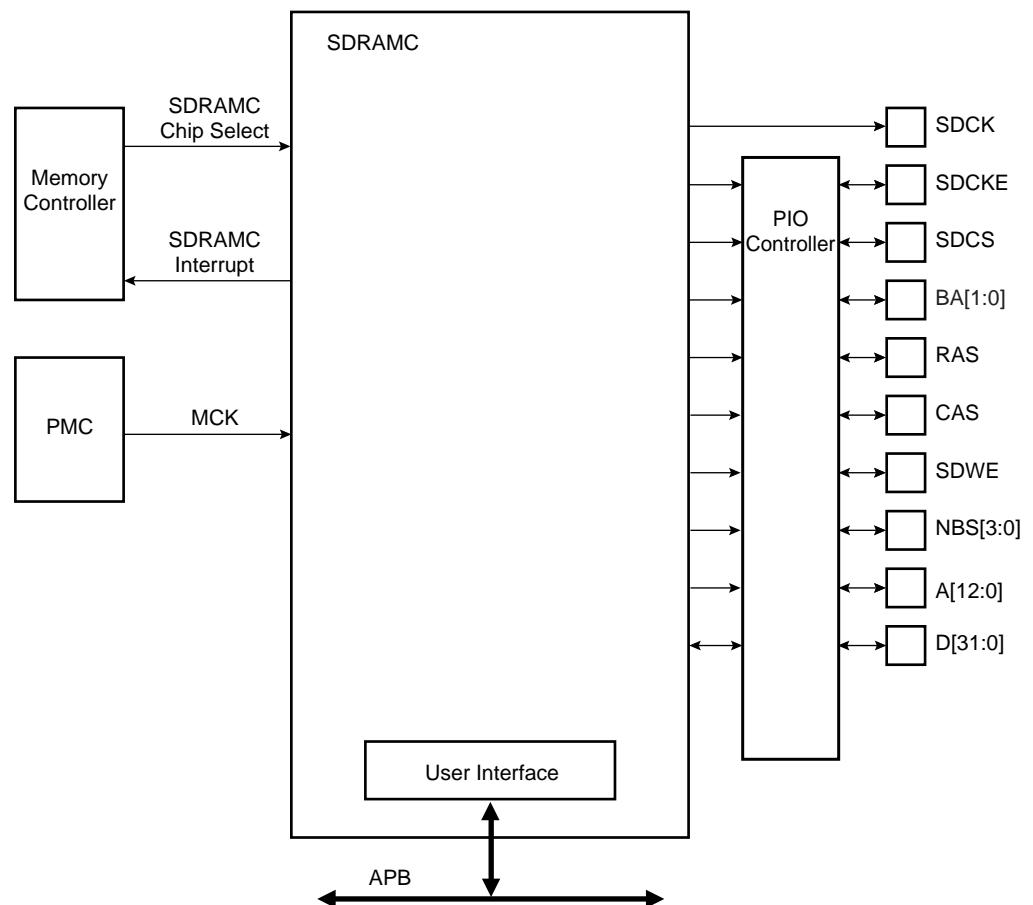 SDRAMC
SDRAMC
Chip Select
Memory
Controller
SDRAMC
Interrupt
PMC
MCK
PIO
Controller
SDCK
SDCKE
SDCS
BA[1:0]
RAS
CAS
SDWE
NBS[3:0]
A[12:0]
D[31:0]
User Interface
APB